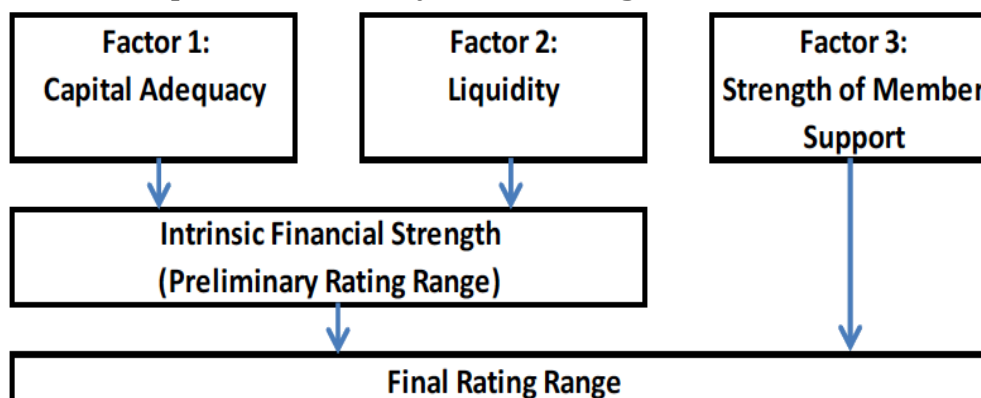 Factor 1:
Capital Adequacy
Factor 2:
Liquidity
Factor 3:
Strength of Member
Support
Intrinsic Financial Strength
(Preliminary Rating Range)
Final Rating Range